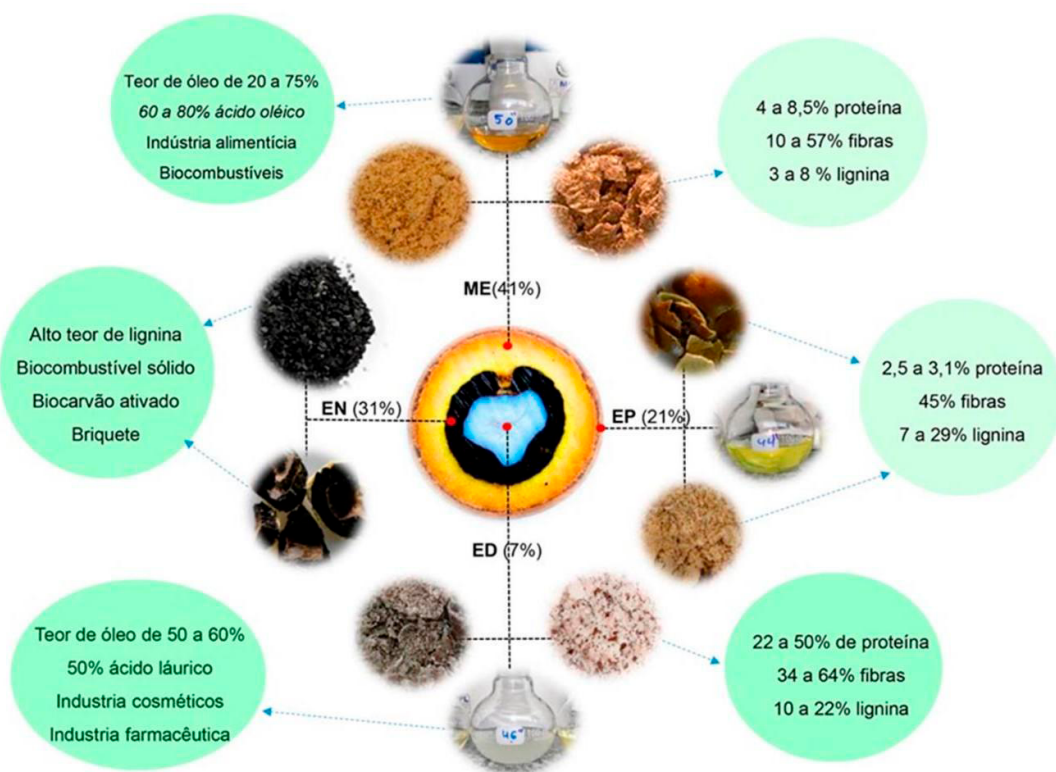 Teor de óleo de 20 a 75%
60 a 80% ácido oléico
Indústria alimentícia
Biocombustíveis
50
4 a 8,5% proteína
10 a 57% fibras
3 a 8 % lignina
ME(41%)
Alto teor de lignina
Biocombustível sólido
Biocarvão ativado
Briquete
EN (31%)
EP (21%)
44
2,5 a 3,1% proteína
45% fibras
7 a 29% lignina
ED (7%)
Teor de óleo de 50 a 60%
50% ácido láurico
Industria cosméticos
Industria farmacêutica
46
22 a 50% de proteína
34 a 64% fibras
10 a 22% lignina